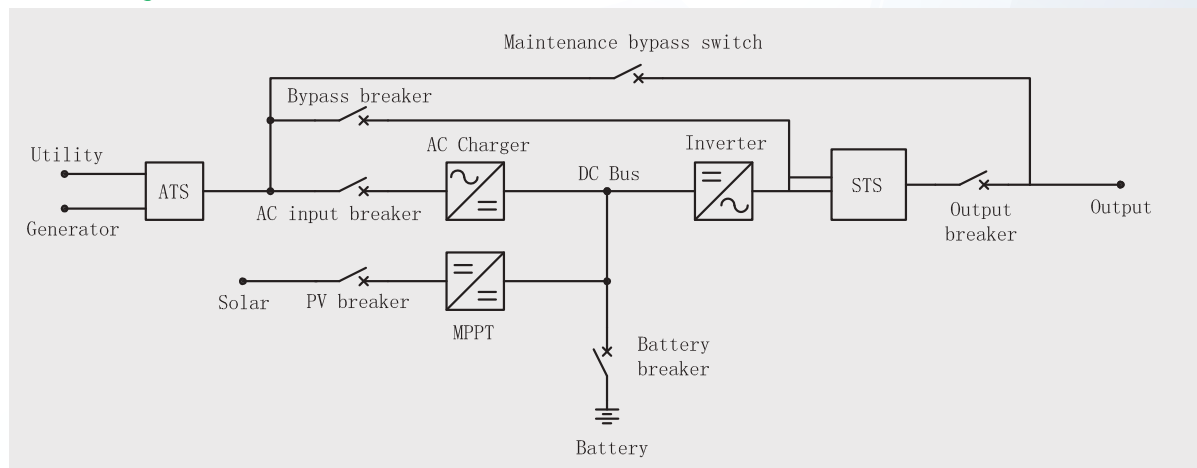 Maintenance bypass switch
Bypass breaker
Utility
AC Charger
Inverter
DC Bus
ATS
STS
AC input breaker
Generator
Output
breaker
Output
Solar
PV breaker
MPPT
Battery
breaker
Battery